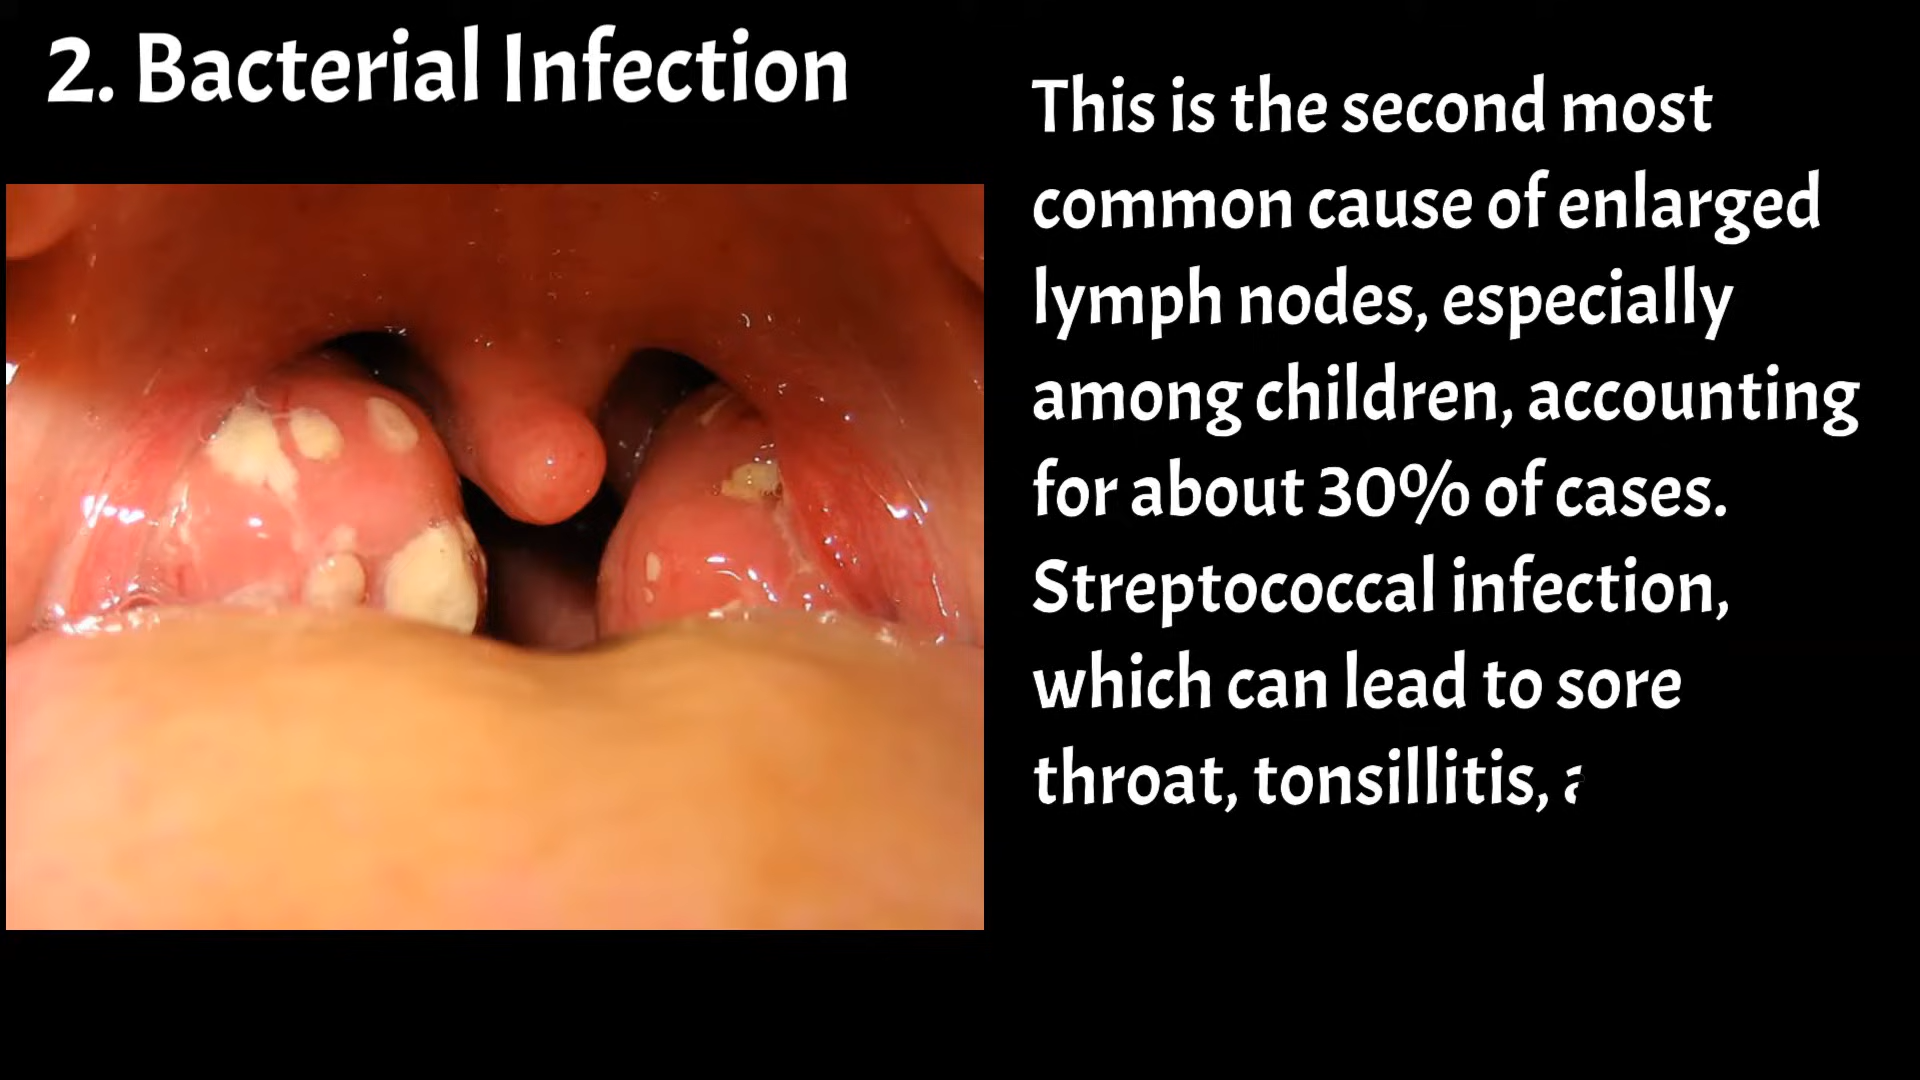 2. Bacterial Infection
This is the second most
common cause of enlarged
lymph nodes, especially
among children, accounting
for about 30% of cases.
Streptococcal infection,
which can lead to sore
throat, tonsillitis,